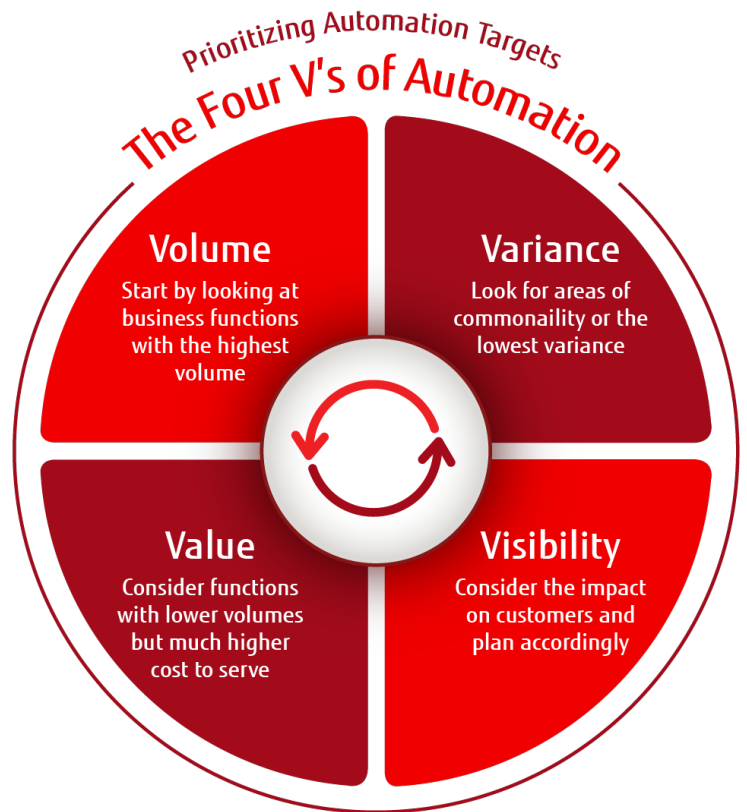 Prioritizing Automation Targets
The Four V's of Automation
Volume
Start by looking at
business functions
with the highest
volume
Variance
Look for areas of
commonaility or the
lowest variance
Value
Consider functions
with lower volumes
but much higher
cost to serve
Visibility
Consider the impact
on customers and
plan accordingly